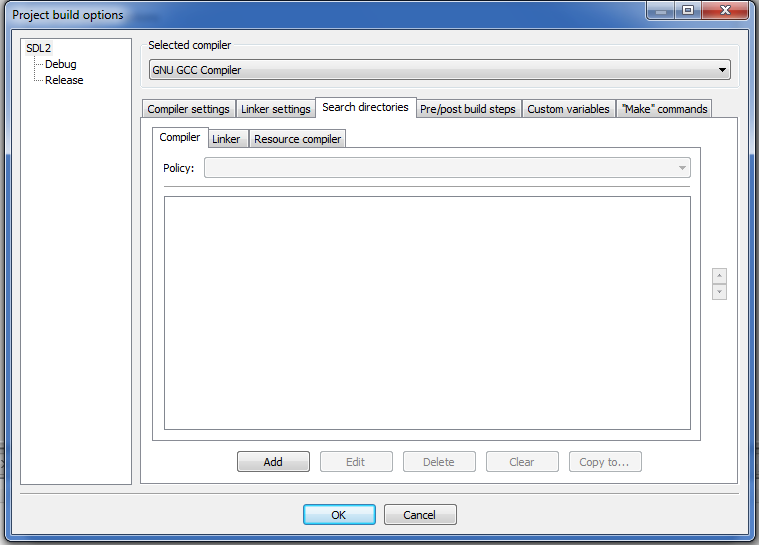 Project build options
SDL2
Debug
Release
Selected compiler
GNU GCC Compiler
Compiler settings
Linker settings
Search directories
Pre/post build steps
Custom variables
"Make" commands
Compiler
Linker
Resource compiler
Policy:
Add
Edit
Delete
Clear
Copy to...
OK
Cancel